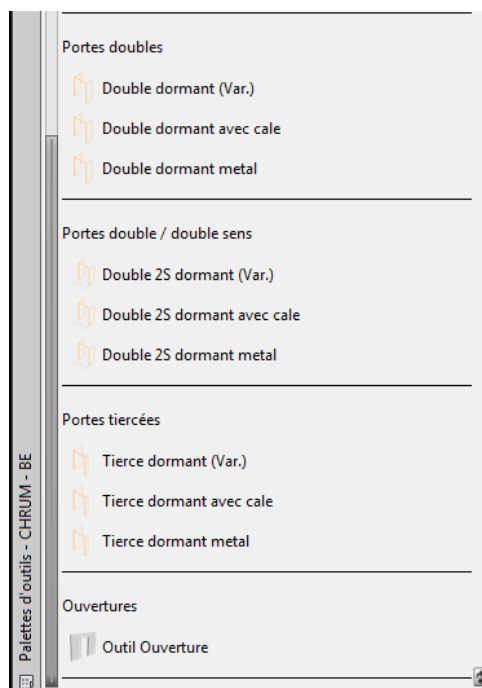 Portes doubles
Double dormant (Var.)
Double dormant avec cale
Double dormant metal
Portes double / double sens
Double 2S dormant (Var.)
Double 2S dormant avec cale
Double 2S dormant metal
Portes tiercées
Tierce dormant (Var.)
Tierce dormant avec cale
Tierce dormant metal
Ouvertures
Outil Ouverture
Palettes d'outils - CHRUM - BE